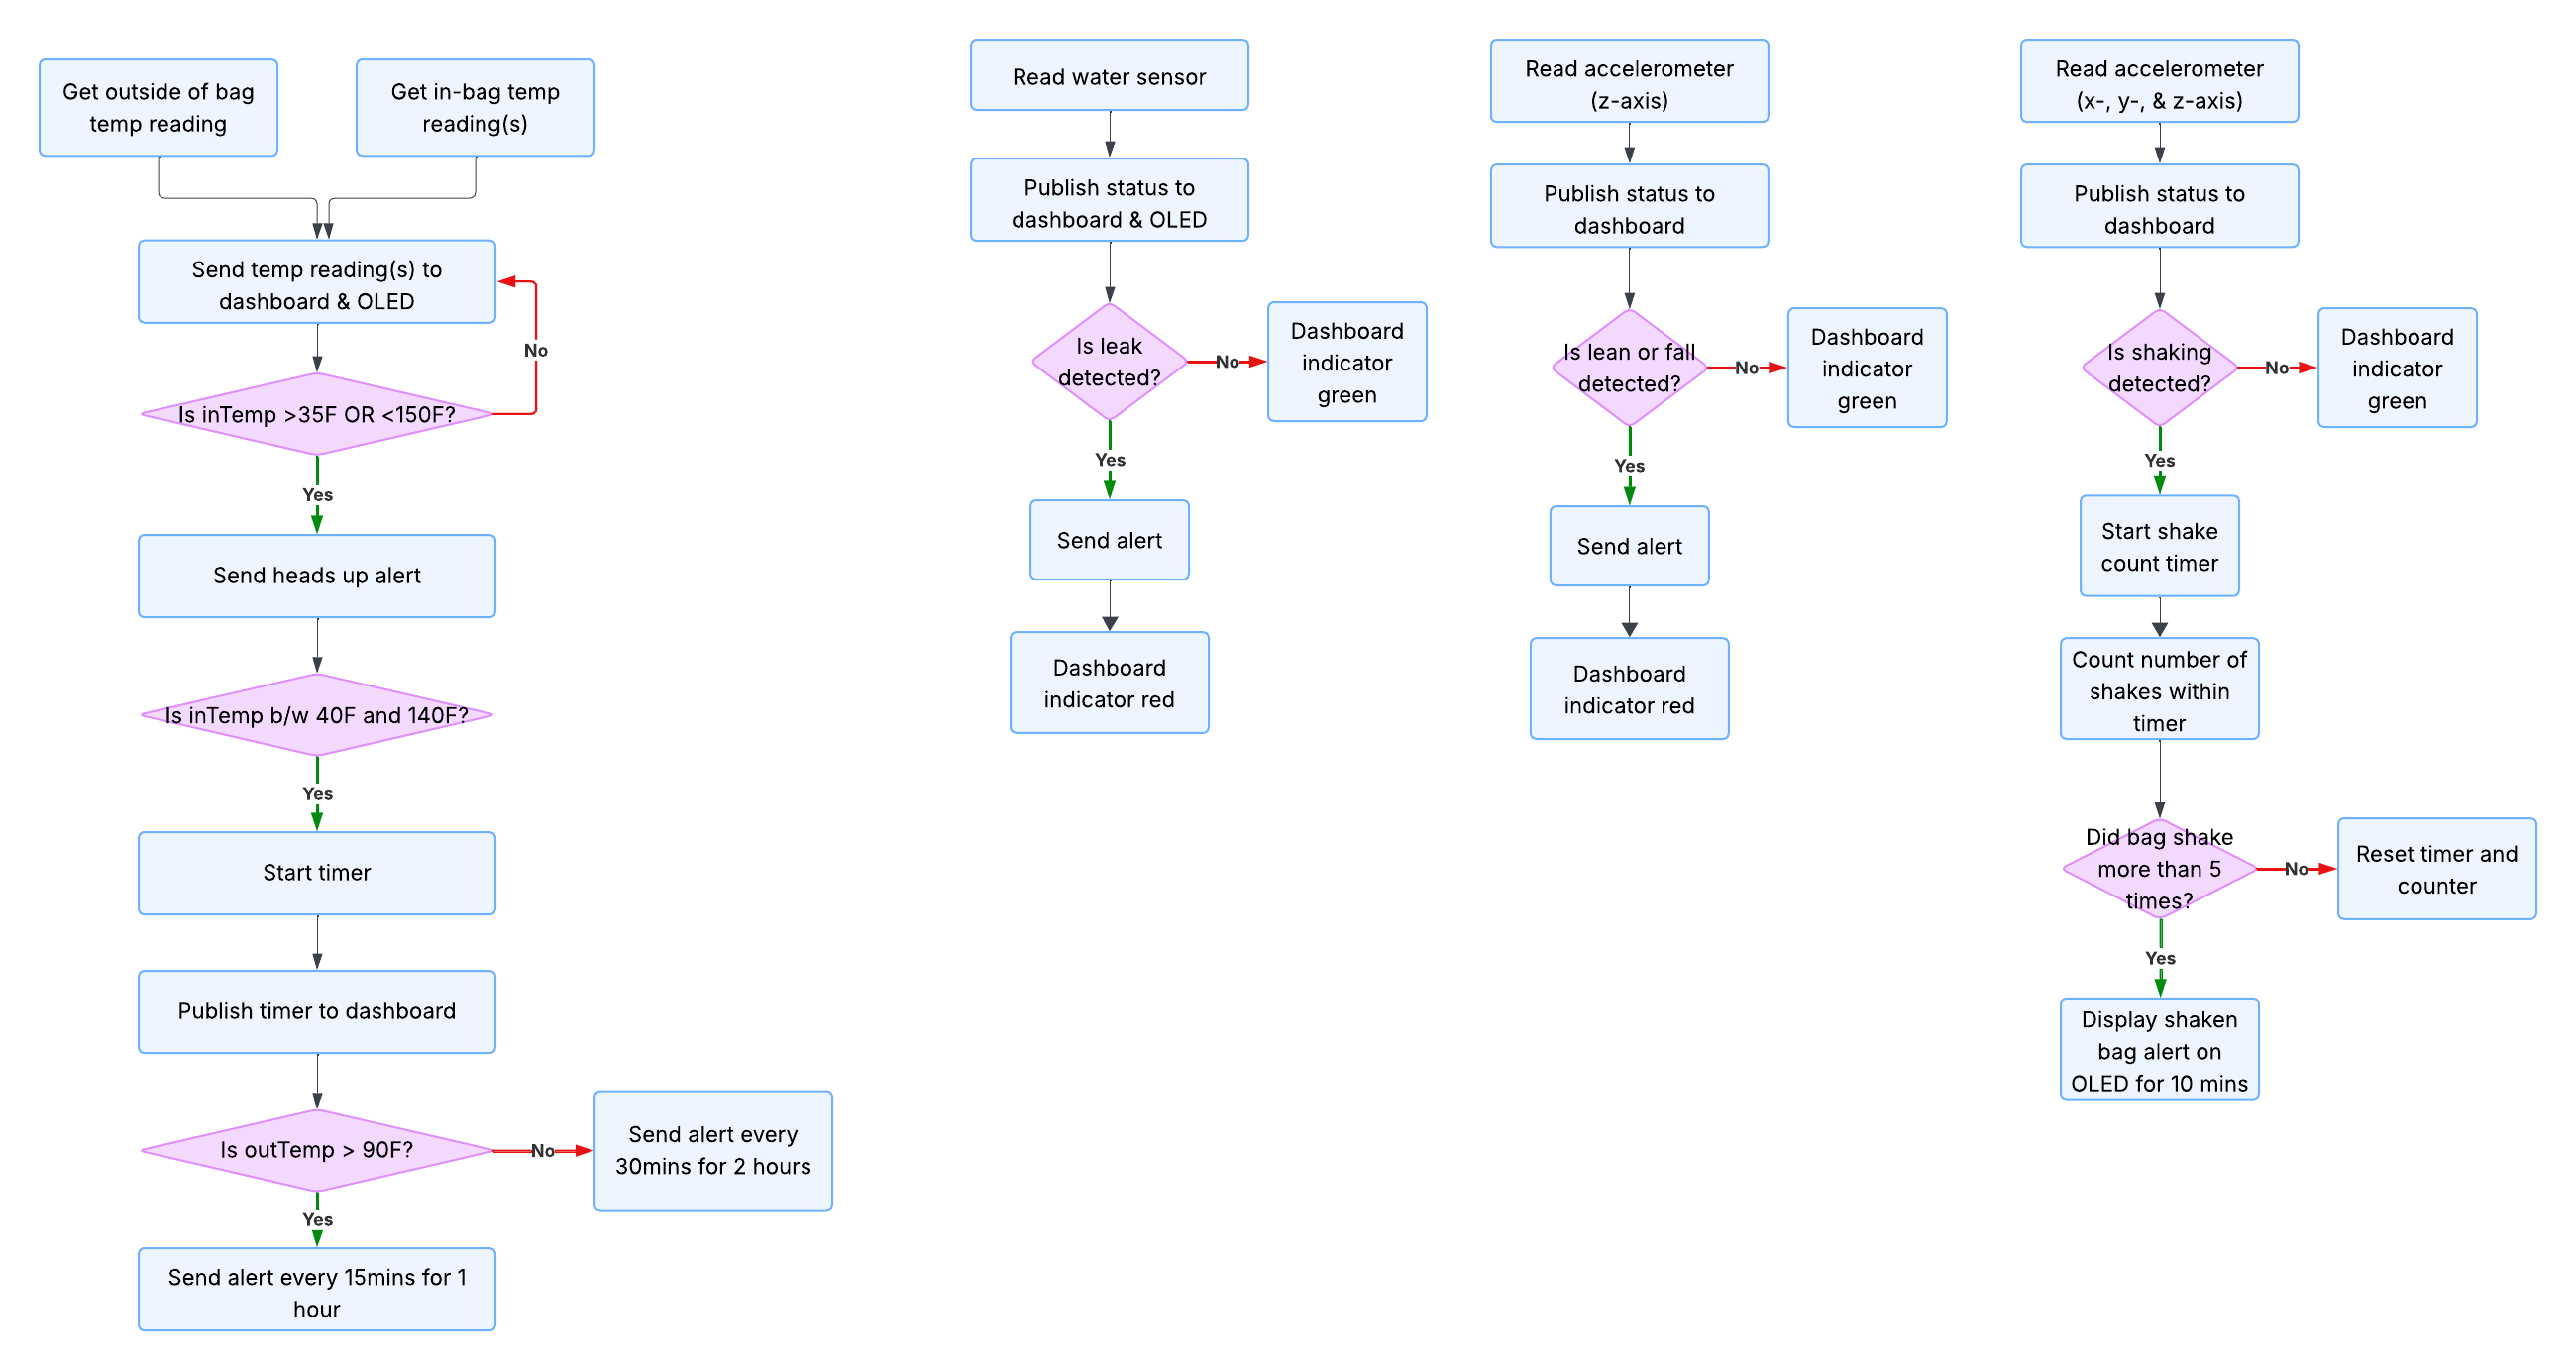 Get outside of bag
temp reading
Get in-bag temp
reading(s)
Send temp reading(s) to
dashboard & OLED
No
Is inTemp >35F OR <150F?
Yes
Send heads up alert
Is inTemp b/w 40F and 140F?
Yes
Start timer
Publish timer to dashboard
Is outTemp > 90F?
No
Send alert every
30mins for 2 hours
Yes
Send alert every 15mins for 1
hour
Read water sensor
Publish status to
dashboard & OLED
Is leak
detected?
No
Dashboard
indicator
green
Yes
Send alert
Dashboard
indicator red
Read accelerometer
(z-axis)
Publish status to
dashboard
Is lean or fall
detected?
No
Dashboard
indicator
green
Yes
Send alert
Dashboard
indicator red
Read accelerometer
(x-, y-, & z-axis)
Publish status to
dashboard
Is shaking
detected?
No
Dashboard
indicator
green
Yes
Start shake
count timer
Count number of
shakes within
timer
Did bag shake
more than 5
times?
No
Reset timer and
counter
Yes
Display shaken
bag alert on
OLED for 10 mins